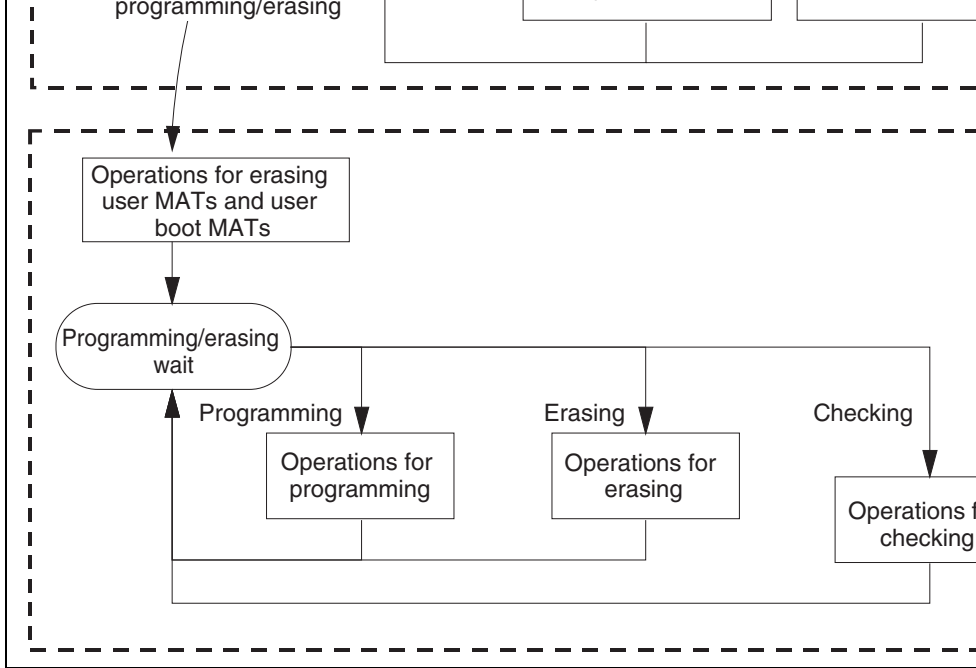 programming/erasing
Operations for erasing
user MATs and user
boot MATs
Programming/erasing
wait
Programming
Erasing
Checking
Operations for
programming
Operations for
erasing
Operations
checking